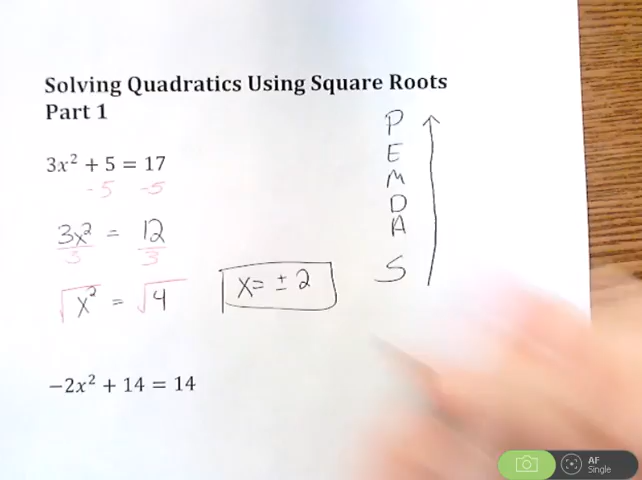 Solving Quadratics Using Square Roots
Part 1
3x² + 5 = 17
-5 -5
3x² = 12
3 3
√x² = √4
x = ± 2
P
E
M
D
A
S
−2x² + 14 = 14
AF
Single